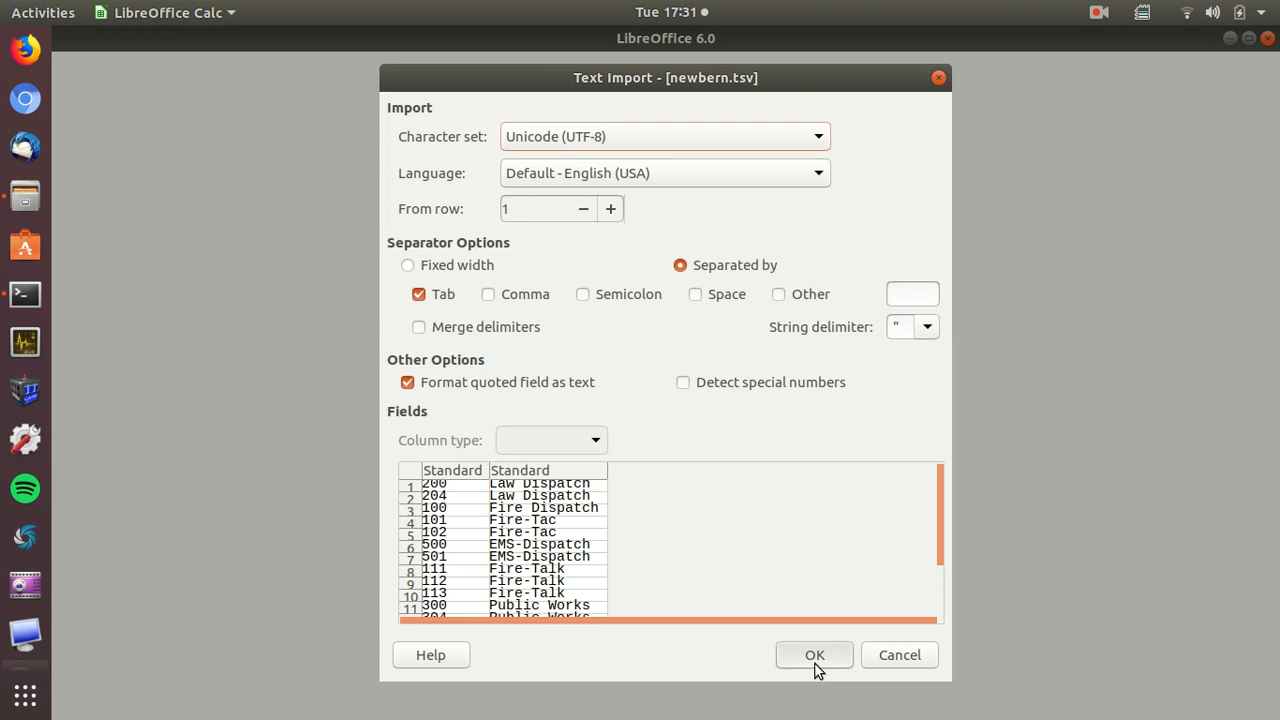 Activities LibreOffice Calc Tue 17:31
LibreOffice 6.0
Text Import - [newbern.tsv]
Import
Character set: Unicode (UTF-8)
Language: Default - English (USA)
From row: 1
Separator Options
Fixed width Separated by
Tab Comma Semicolon Space Other
Merge delimiters String delimiter: "
Other Options
Format quoted field as text Detect special numbers
Fields
Column type:
Standard Standard
1 200 Law Dispatch
2 204 Law Dispatch
3 100 Fire Dispatch
4 101 Fire-Tac
5 102 Fire-Tac
6 500 EMS-Dispatch
7 501 EMS-Dispatch
8 111 Fire-Talk
9 112 Fire-Talk
10 113 Fire-Talk
11 300 Public Works
304 Public Works
Help OK Cancel